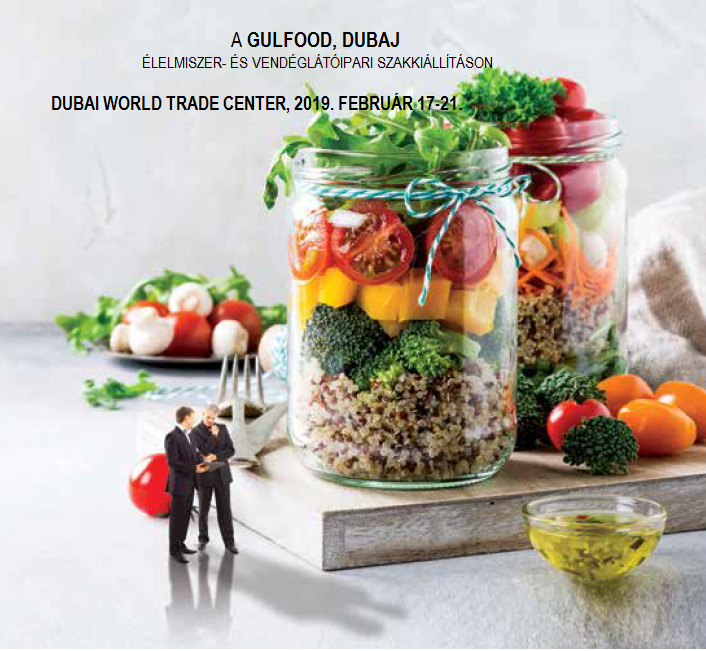 A GULFOOD, DUBAJ
ÉLELMISZER- ÉS VENDÉGLÁTÓIPARI SZAKKIÁLLÍTÁSON
DUBAI WORLD TRADE CENTER, 2019. FEBRUÁR 17-21.